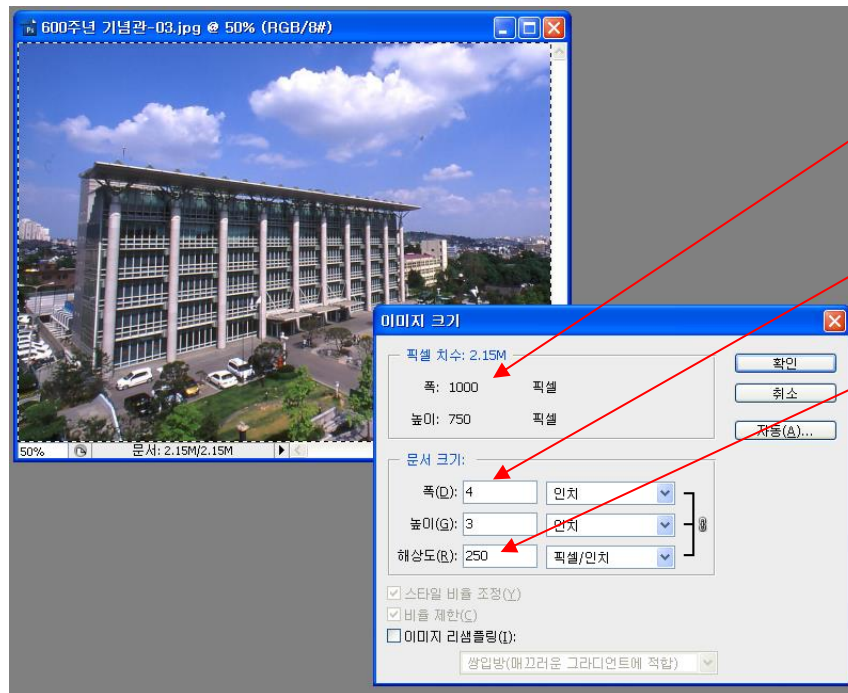 600주년 기념관-03.jpg @ 50% (RGB/8#)
50% 문서: 2.15M/2.15M
이미지 크기
픽셀 치수: 2.15M
폭: 1000 픽셀
높이: 750 픽셀
확인
취소
자동(A)...
문서 크기:
폭(D): 4 인치
높이(G): 3 인치
해상도(R): 250 픽셀/인치
스타일 비율 조정(Y)
비율 제한(C)
이미지 리샘플링(I):
쌍입방(매끄러운 그라디언트에 적합)